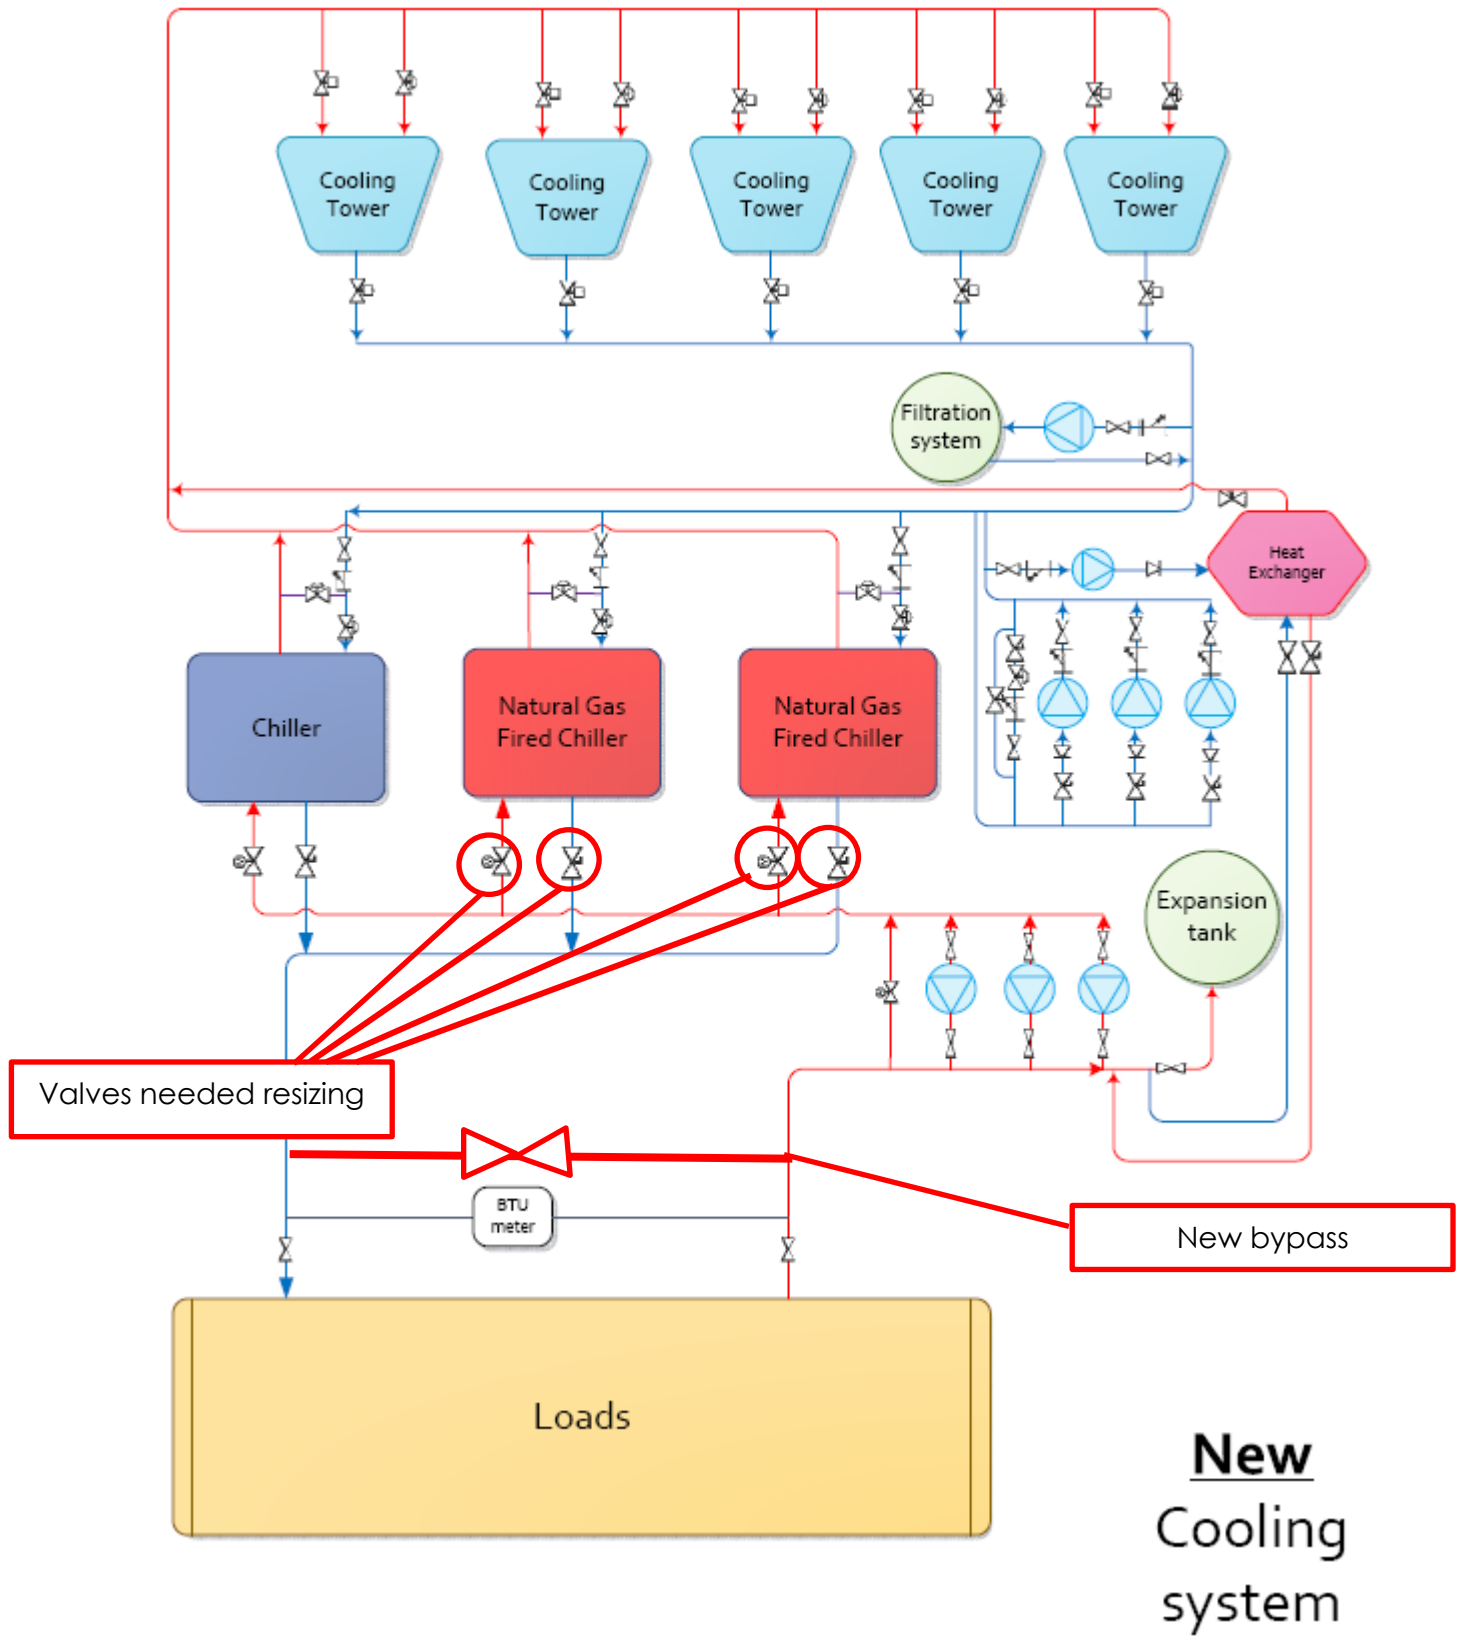 Cooling
Tower
Cooling
Tower
Cooling
Tower
Cooling
Tower
Cooling
Tower
Filtration
system
Heat
Exchanger
Chiller
Natural Gas
Fired Chiller
Natural Gas
Fired Chiller
Expansion
tank
Valves needed resizing
BTU
meter
New bypass
Loads
New
Cooling
system